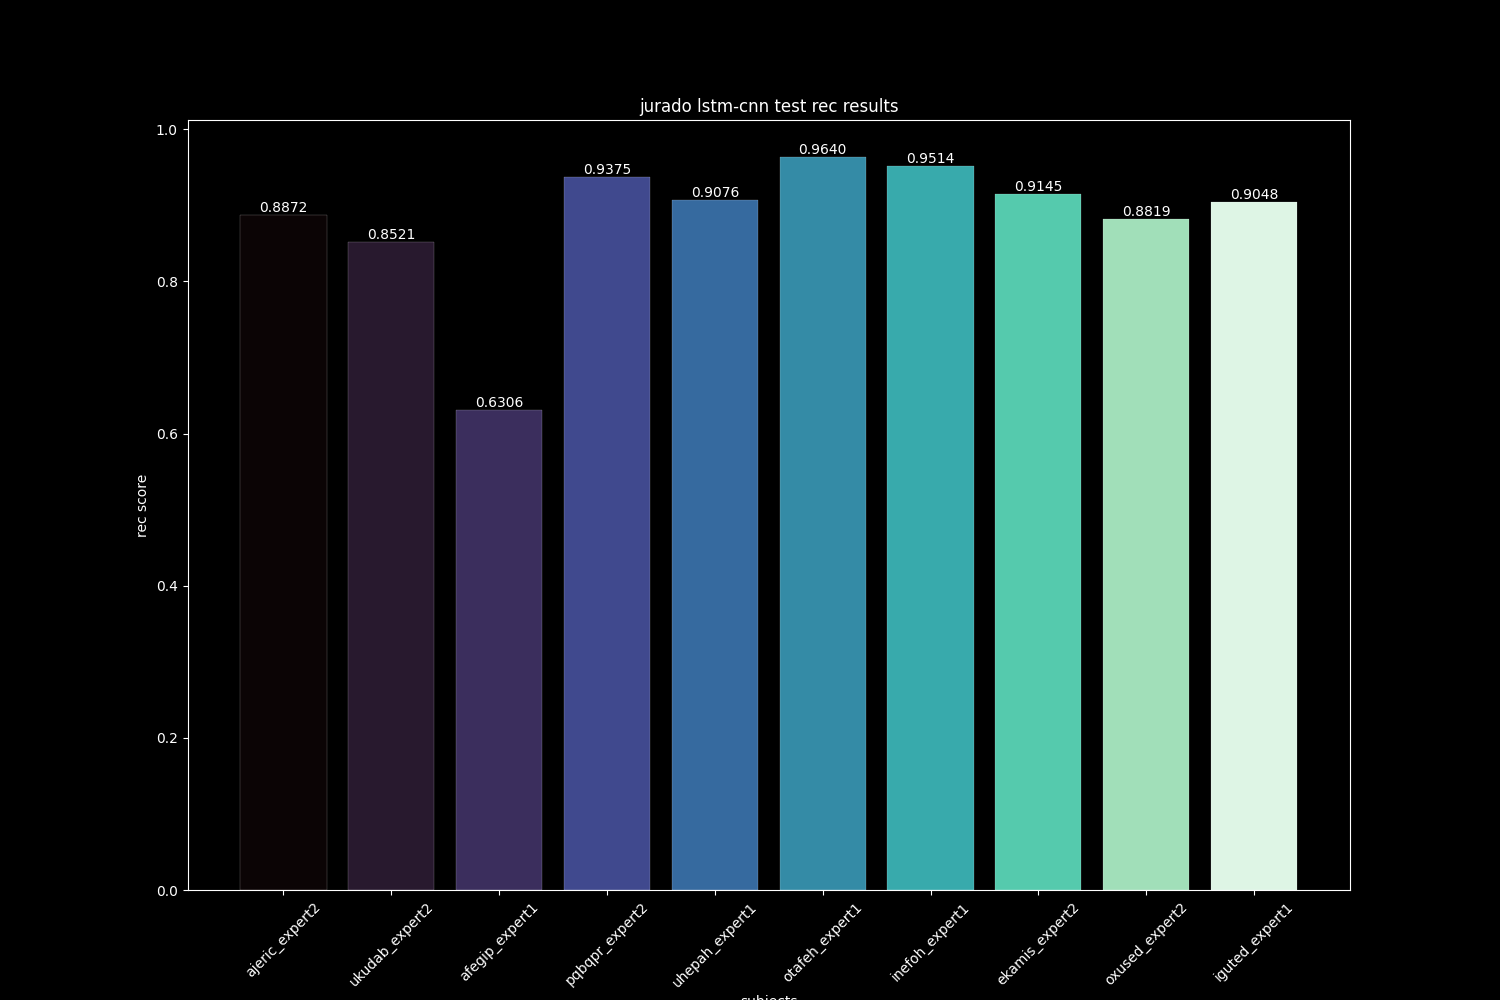 jurado lstm-cnn test rec results
1.0
0.8
0.6
0.4
0.2
0.0
rec score
0.8872
0.8521
0.6306
0.9375
0.9076
0.9640
0.9514
0.9145
0.8819
0.9048
ajeric_expert2
ukudab_expert2
afegip_expert1
pqbqpr_expert2
uhepah_expert1
otafeh_expert1
inefoh_expert1
ekamis_expert2
oxused_expert2
iguted_expert1
subjects